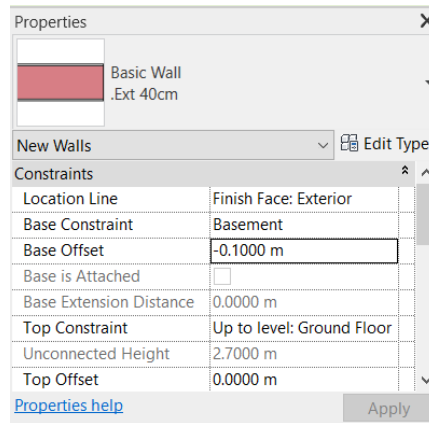 Properties
Basic Wall
.Ext 40cm
New Walls Edit Type
Constraints
Location Line Finish Face: Exterior
Base Constraint Basement
Base Offset -0.1000 m
Base is Attached
Base Extension Distance 0.0000 m
Top Constraint Up to level: Ground Floor
Unconnected Height 2.7000 m
Top Offset 0.0000 m
Properties help Apply